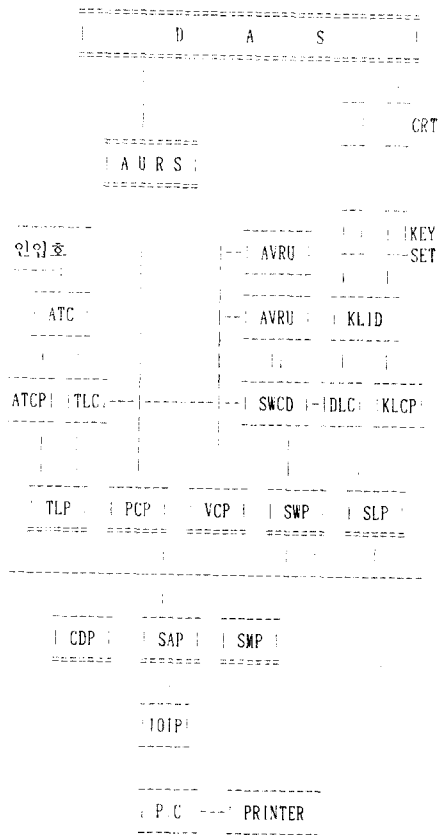 D A S
CRT
A U R S
인입호 AVRU KEY
SET
ATC AVRU KLID
ATCP TLC SWCD DLC KLCP
TLP PCP VCP SWP SLP
CDP SAP SMP
IOIP
P C PRINTER